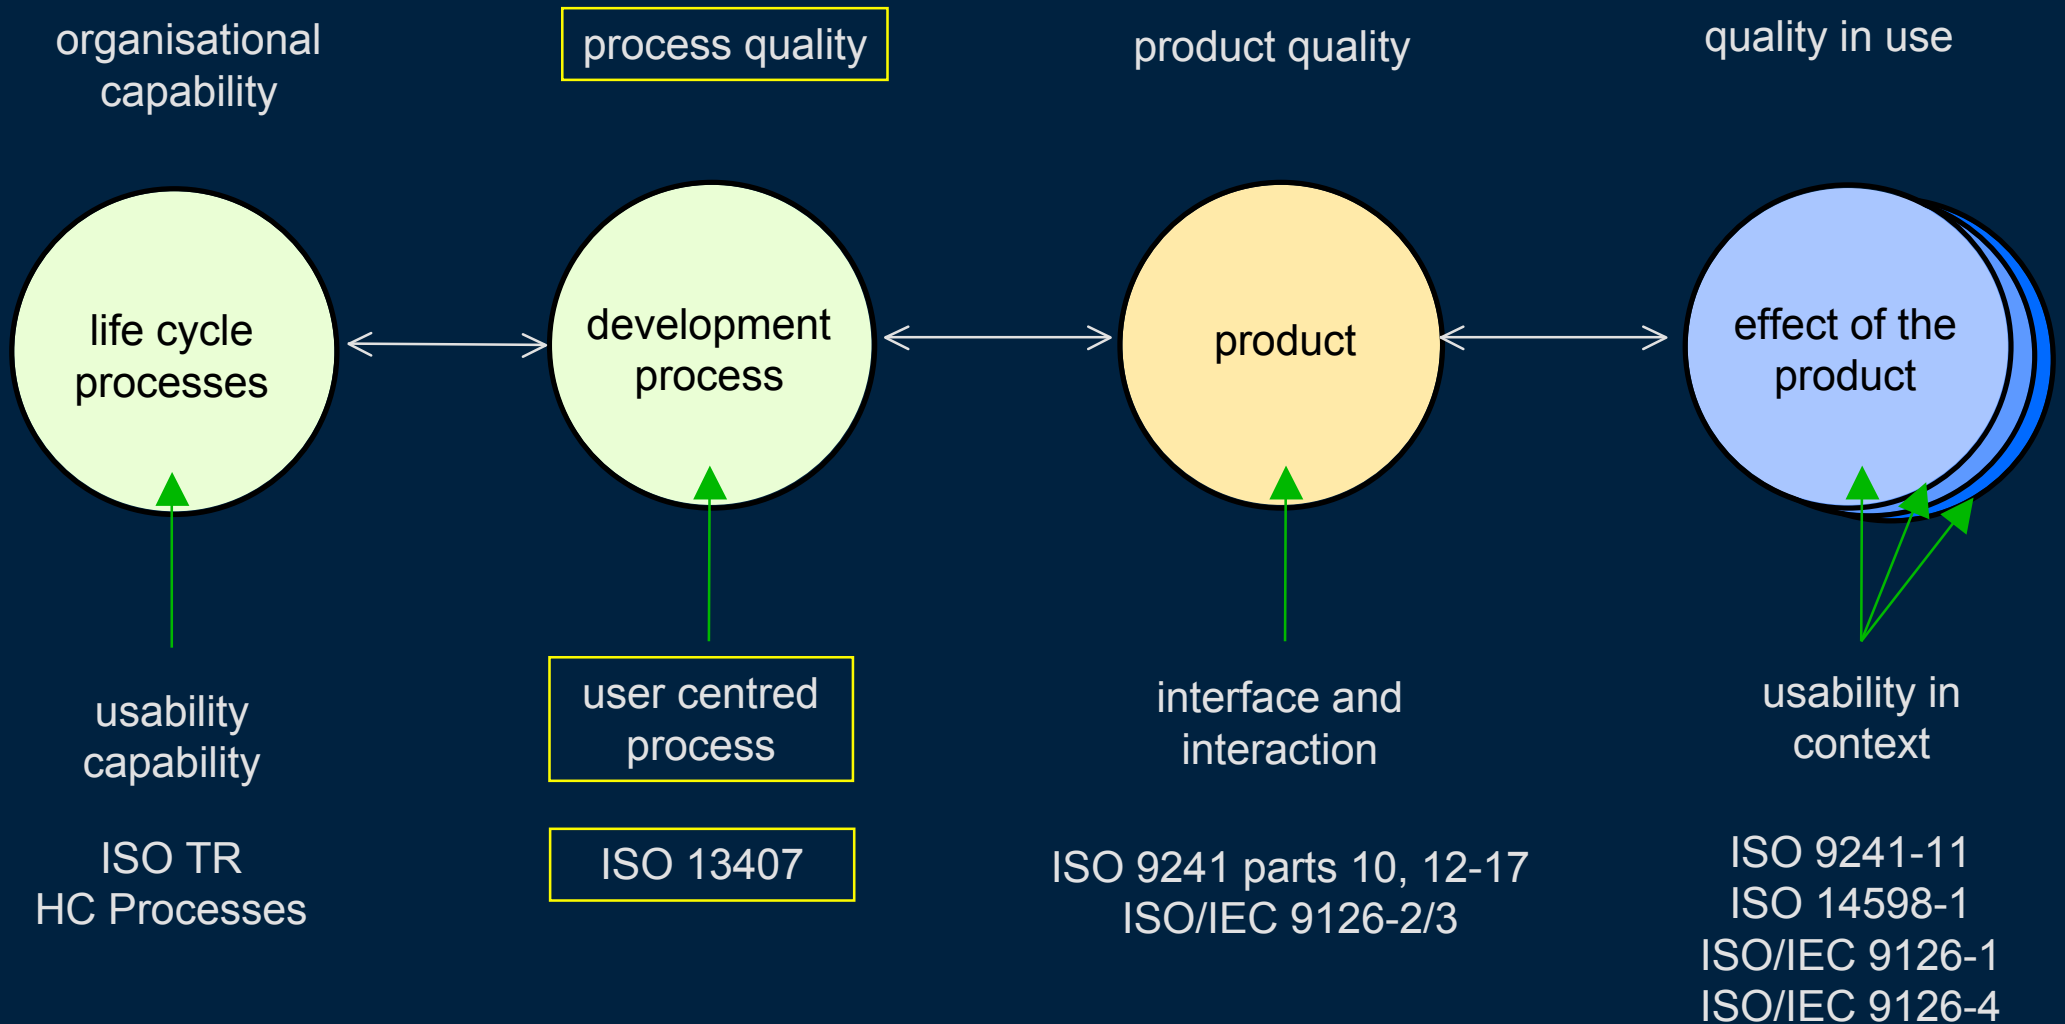 organisational
capability
process quality
product quality
quality in use
life cycle
processes
development
process
product
effect of the
product
usability
capability
user centred
process
interface and
interaction
usability in
context
ISO TR
HC Processes
ISO 13407
ISO 9241 parts 10, 12-17
ISO/IEC 9126-2/3
ISO 9241-11
ISO 14598-1
ISO/IEC 9126-1
ISO/IEC 9126-4